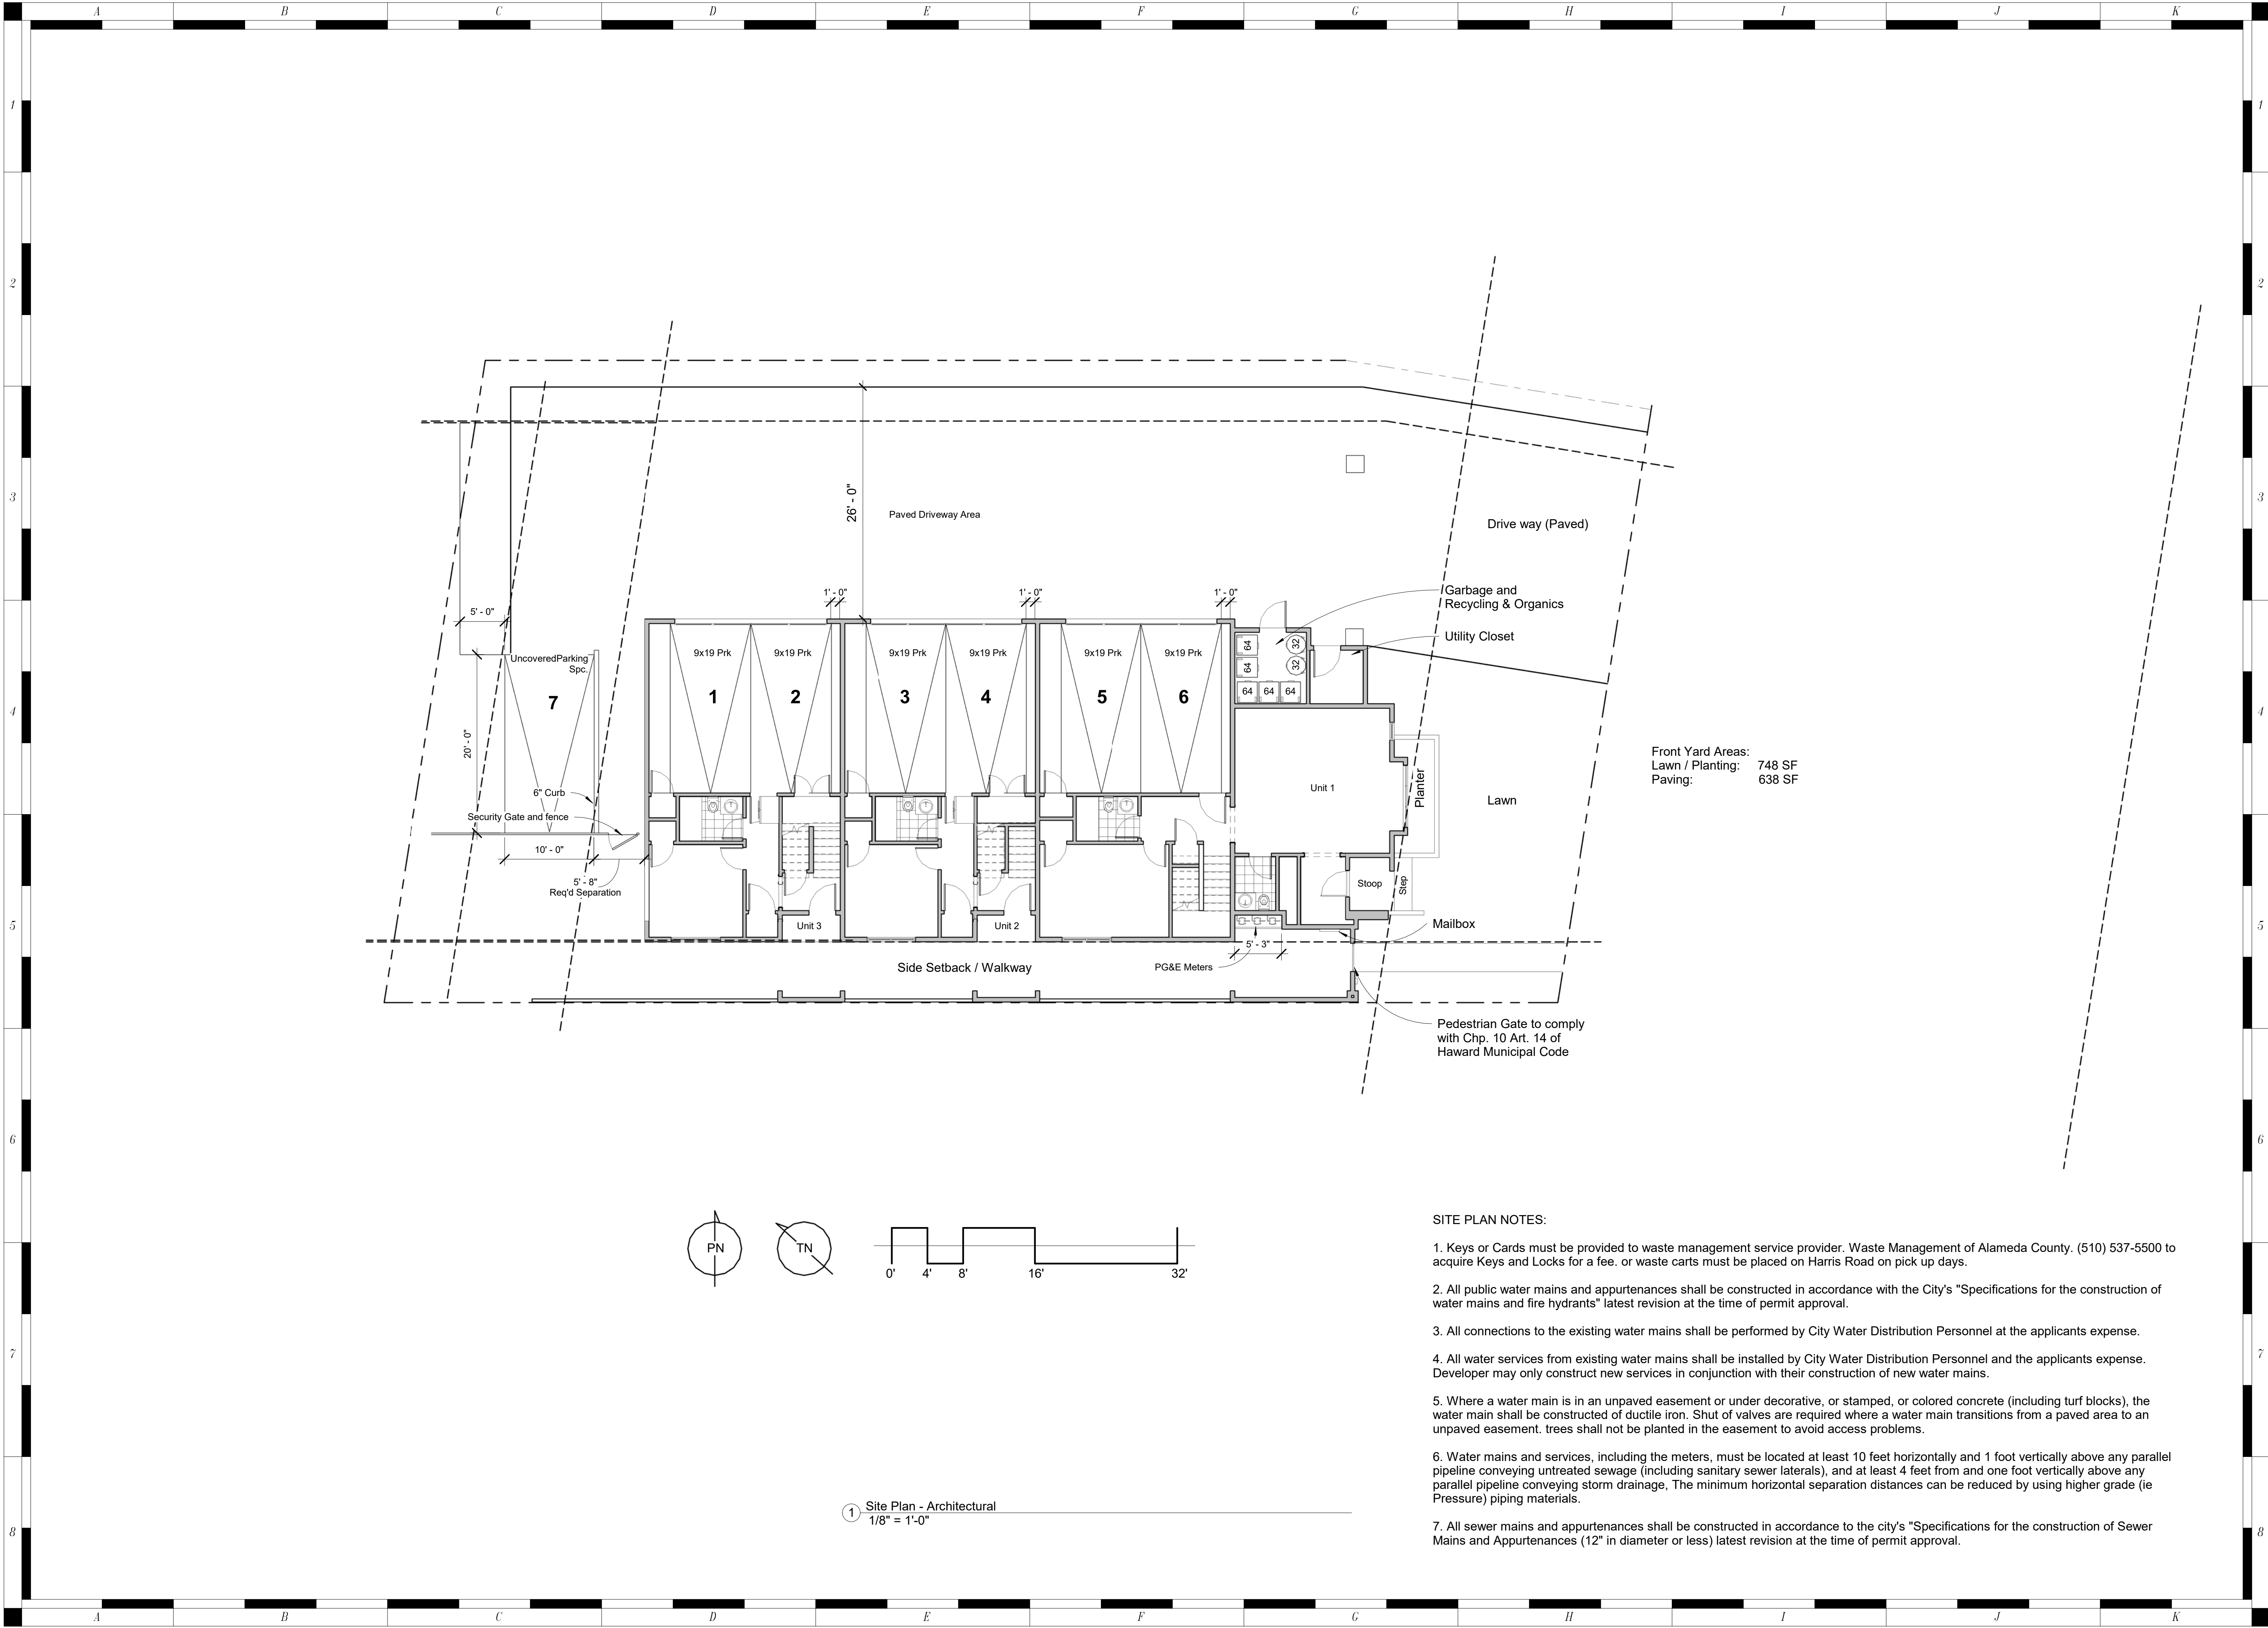 A B C D E F G H I J K
1 1
2 2
3 3
4 4
5 5
6 6
7 7
8 8
26' - 0"
Paved Driveway Area
Drive way (Paved)
1' - 0"
1' - 0"
1' - 0"
Garbage and
Recycling & Organics
Utility Closet
5' - 0"
UncoveredParking
Spc.
7
20' - 0"
6" Curb
Security Gate and fence
10' - 0"
5' - 8"
Req'd Separation
9x19 Prk
9x19 Prk
9x19 Prk
9x19 Prk
9x19 Prk
9x19 Prk
1
2
3
4
5
6
64
64
32
32
64 64 64
Unit 1
Planter
Lawn
Front Yard Areas:
Lawn / Planting: 748 SF
Paving: 638 SF
Stoop
Step
Unit 3
Unit 2
Mailbox
5' - 3"
PG&E Meters
Side Setback / Walkway
Pedestrian Gate to comply
with Chp. 10 Art. 14 of
Haward Municipal Code
PN
TN
0' 4' 8' 16' 32'
SITE PLAN NOTES:
1. Keys or Cards must be provided to waste management service provider. Waste Management of Alameda County. (510) 537-5500 to
acquire Keys and Locks for a fee. or waste carts must be placed on Harris Road on pick up days.
2. All public water mains and appurtenances shall be constructed in accordance with the City's "Specifications for the construction of
water mains and fire hydrants" latest revision at the time of permit approval.
3. All connections to the existing water mains shall be performed by City Water Distribution Personnel at the applicants expense.
4. All water services from existing water mains shall be installed by City Water Distribution Personnel and the applicants expense.
Developer may only construct new services in conjunction with their construction of new water mains.
5. Where a water main is in an unpaved easement or under decorative, or stamped, or colored concrete (including turf blocks), the
water main shall be constructed of ductile iron. Shut of valves are required where a water main transitions from a paved area to an
unpaved easement. trees shall not be planted in the easement to avoid access problems.
6. Water mains and services, including the meters, must be located at least 10 feet horizontally and 1 foot vertically above any parallel
pipeline conveying untreated sewage (including sanitary sewer laterals), and at least 4 feet from and one foot vertically above any
parallel pipeline conveying storm drainage, The minimum horizontal separation distances can be reduced by using higher grade (ie
Pressure) piping materials.
7. All sewer mains and appurtenances shall be constructed in accordance to the city's "Specifications for the construction of Sewer
Mains and Appurtenances (12" in diameter or less) latest revision at the time of permit approval.
1 Site Plan - Architectural
1/8" = 1'-0"
A B C D E F G H I J K